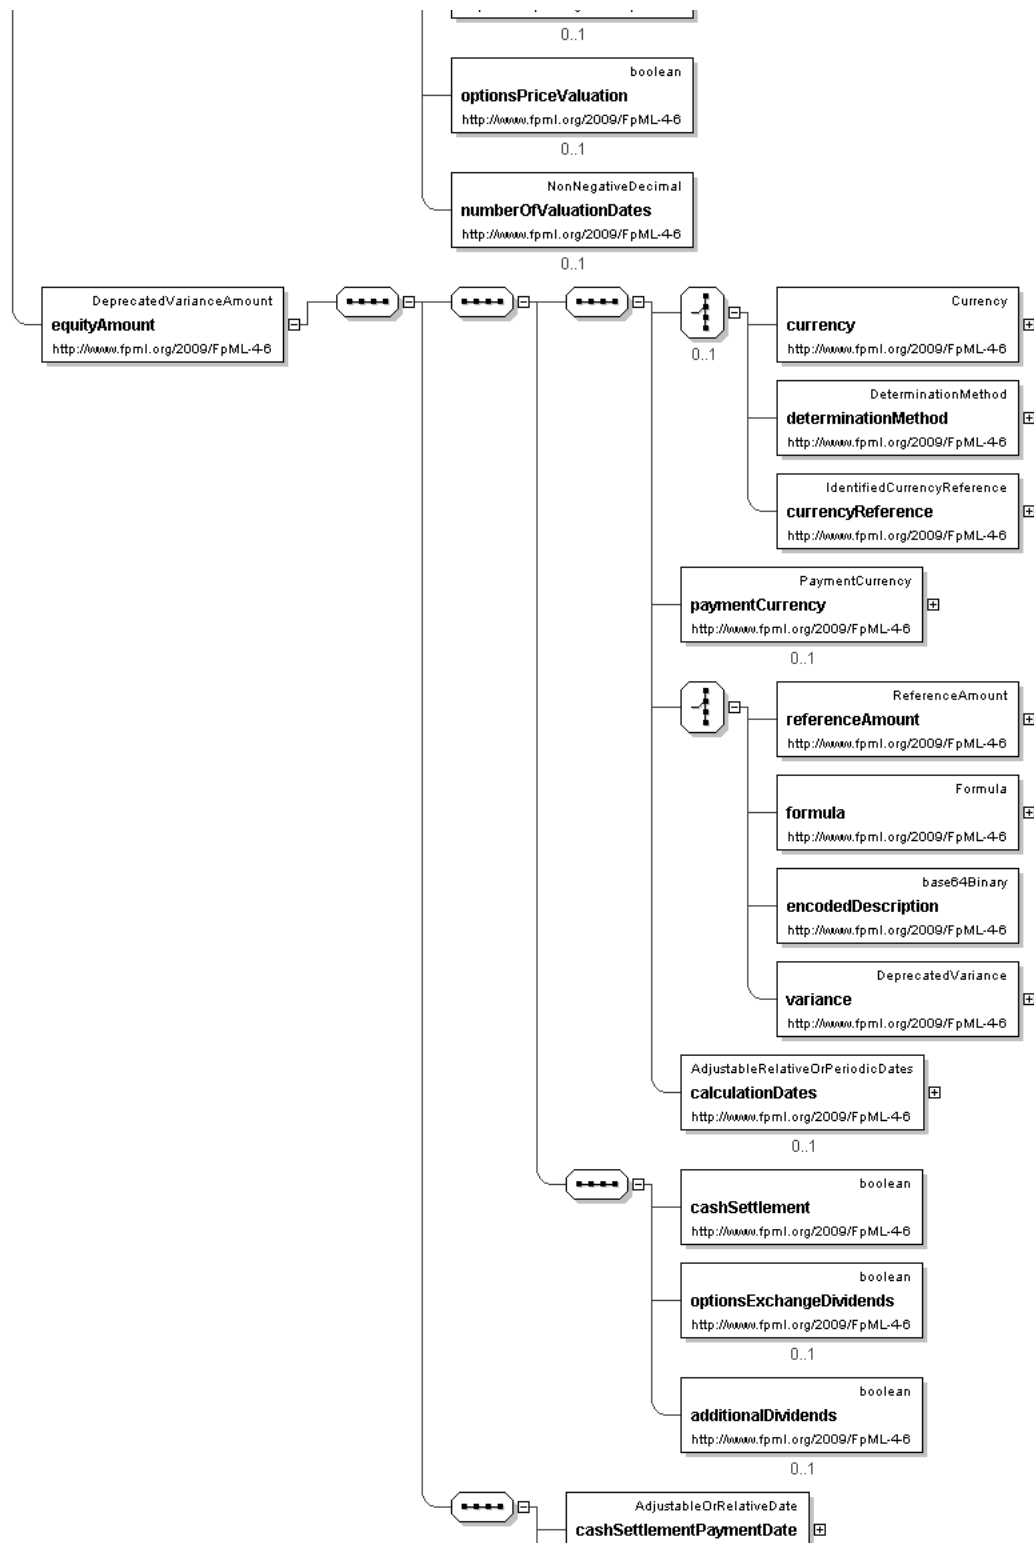 0..1
boolean
optionsPriceValuation
http://www.fpml.org/2009/FpML-4-6
0..1
NonNegativeDecimal
numberOfValuationDates
http://www.fpml.org/2009/FpML-4-6
0..1
DeprecatedVarianceAmount
equityAmount
http://www.fpml.org/2009/FpML-4-6
0..1
Currency
currency
http://www.fpml.org/2009/FpML-4-6
DeterminationMethod
determinationMethod
http://www.fpml.org/2009/FpML-4-6
IdentifiedCurrencyReference
currencyReference
http://www.fpml.org/2009/FpML-4-6
PaymentCurrency
paymentCurrency
http://www.fpml.org/2009/FpML-4-6
0..1
ReferenceAmount
referenceAmount
http://www.fpml.org/2009/FpML-4-6
Formula
formula
http://www.fpml.org/2009/FpML-4-6
base64Binary
encodedDescription
http://www.fpml.org/2009/FpML-4-6
DeprecatedVariance
variance
http://www.fpml.org/2009/FpML-4-6
AdjustableRelativeOrPeriodicDates
calculationDates
http://www.fpml.org/2009/FpML-4-6
0..1
boolean
cashSettlement
http://www.fpml.org/2009/FpML-4-6
boolean
optionsExchangeDividends
http://www.fpml.org/2009/FpML-4-6
0..1
boolean
additionalDividends
http://www.fpml.org/2009/FpML-4-6
0..1
AdjustableOrRelativeDate
cashSettlementPaymentDate